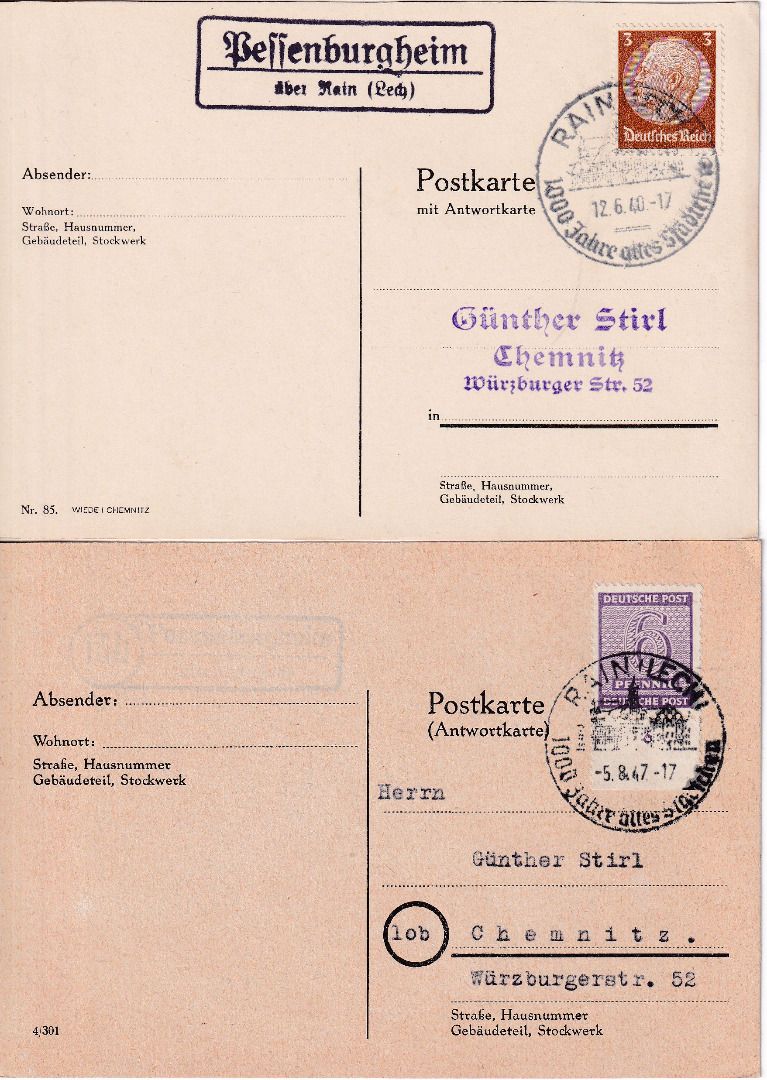 Pessenburgheim
über Rain (Lech)
3 3
Deutsches Reich
RAIN (LECH)
12.6.40.-17
1000 Jahre altes Städtchen
Absender:
Wohnort:
Straße, Hausnummer,
Gebäudeteil, Stockwerk
Postkarte
mit Antwortkarte
Günther Stirl
Chemnitz
Würzburger Str. 52
in
Straße, Hausnummer,
Gebäudeteil, Stockwerk
Nr. 85. WIEDE | CHEMNITZ
DEUTSCHE POST
6
PFENNIG
DEUTSCHE POST
RAIN (LECH)
-5.8.47.-17
1000 Jahre altes Städtchen
Absender:
Wohnort:
Straße, Hausnummer
Gebäudeteil, Stockwerk
Postkarte
(Antwortkarte)
Herrn
Günther Stirl
10b Chemnitz.
Würzburgerstr. 52
Straße, Hausnummer
Gebäudeteil, Stockwerk
4/301